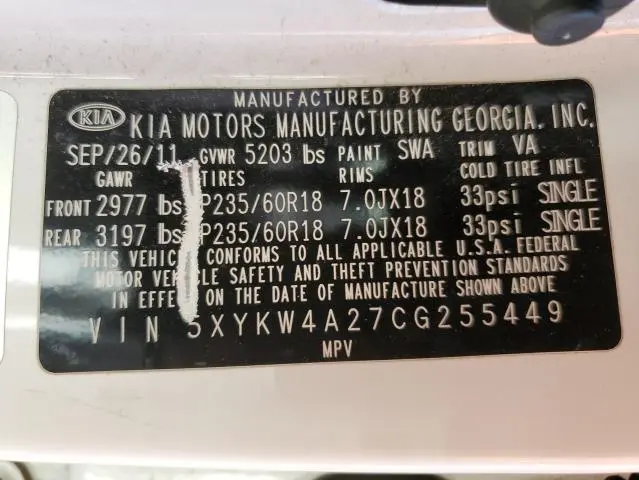 MANUFACTURED BY
KIA KIA MOTORS MANUFACTURING GEORGIA, INC.
SEP/26/11 GVWR 5203 lbs PAINT SWA TRIM VA
GAWR TIRES RIMS COLD TIRE INFL
FRONT 2977 lbs P235/60R18 7.0JX18 33psi SINGLE
REAR 3197 lbs P235/60R18 7.0JX18 33psi SINGLE
THIS VEHICLE CONFORMS TO ALL APPLICABLE U.S.A. FEDERAL
MOTOR VEHICLE SAFETY AND THEFT PREVENTION STANDARDS
IN EFFECT ON THE DATE OF MANUFACTURE SHOWN ABOVE
VIN 5XYKW4A27CG255449
MPV